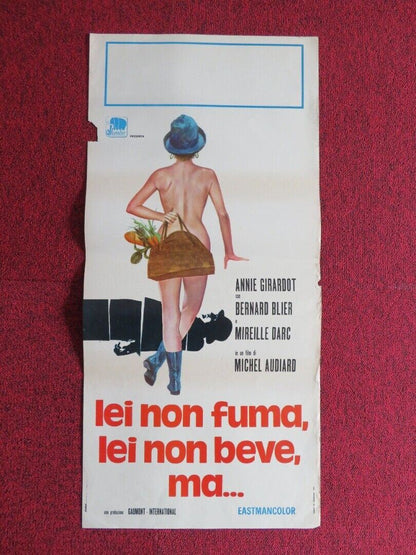 PRESENTA
ANNIE GIRARDOT
con
BERNARD BLIER
e
MIREILLE DARC
in un film di
MICHEL AUDIARD
lei non fuma,
lei non beve,
ma...
una produzione GAUMONT - INTERNATIONAL
EASTMANCOLOR